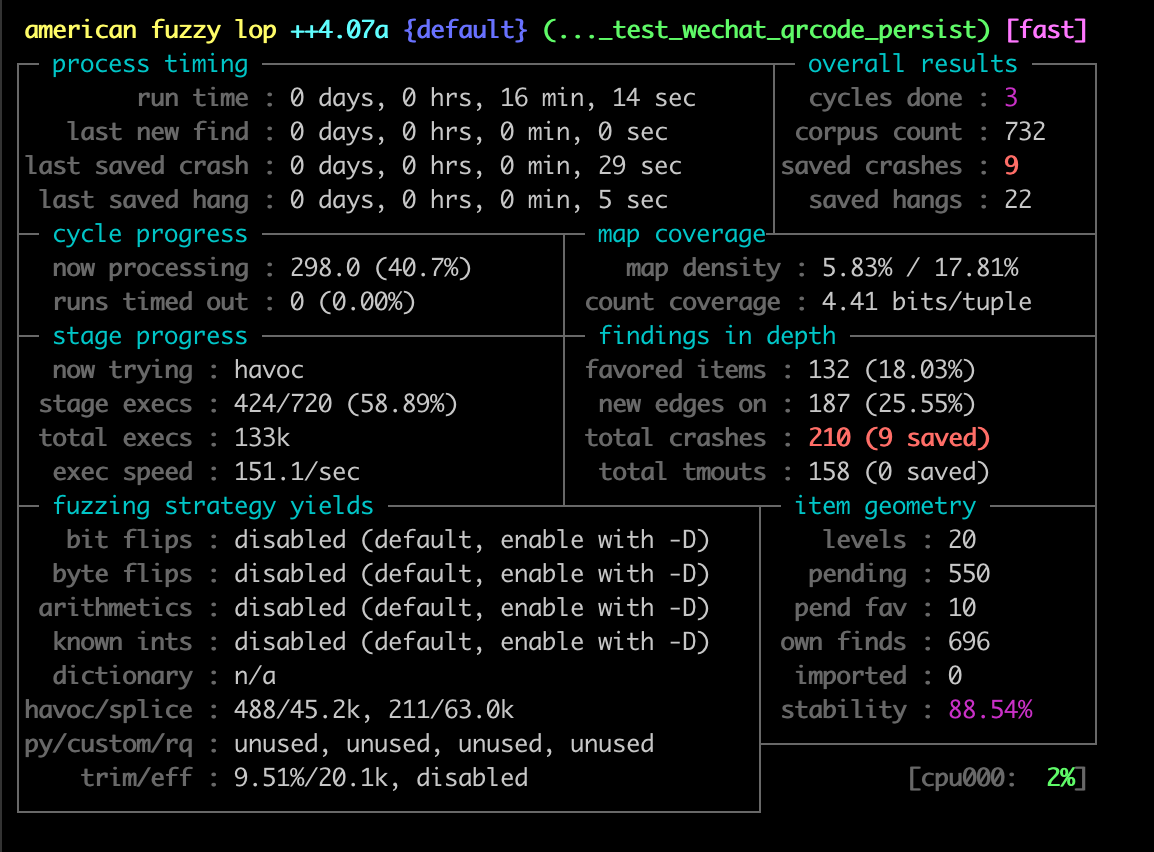 american fuzzy lop ++4.07a {default} (..._test_wechat_qrcode_persist) [fast]
process timing overall results
run time : 0 days, 0 hrs, 16 min, 14 sec cycles done : 3
last new find : 0 days, 0 hrs, 0 min, 0 sec corpus count : 732
last saved crash : 0 days, 0 hrs, 0 min, 29 sec saved crashes : 9
last saved hang : 0 days, 0 hrs, 0 min, 5 sec saved hangs : 22
cycle progress map coverage
now processing : 298.0 (40.7%) map density : 5.83% / 17.81%
runs timed out : 0 (0.00%) count coverage : 4.41 bits/tuple
stage progress findings in depth
now trying : havoc favored items : 132 (18.03%)
stage execs : 424/720 (58.89%) new edges on : 187 (25.55%)
total execs : 133k total crashes : 210 (9 saved)
exec speed : 151.1/sec total tmouts : 158 (0 saved)
fuzzing strategy yields item geometry
bit flips : disabled (default, enable with -D) levels : 20
byte flips : disabled (default, enable with -D) pending : 550
arithmetics : disabled (default, enable with -D) pend fav : 10
known ints : disabled (default, enable with -D) own finds : 696
dictionary : n/a imported : 0
havoc/splice : 488/45.2k, 211/63.0k stability : 88.54%
py/custom/rq : unused, unused, unused, unused
trim/eff : 9.51%/20.1k, disabled [cpu000: 2%]